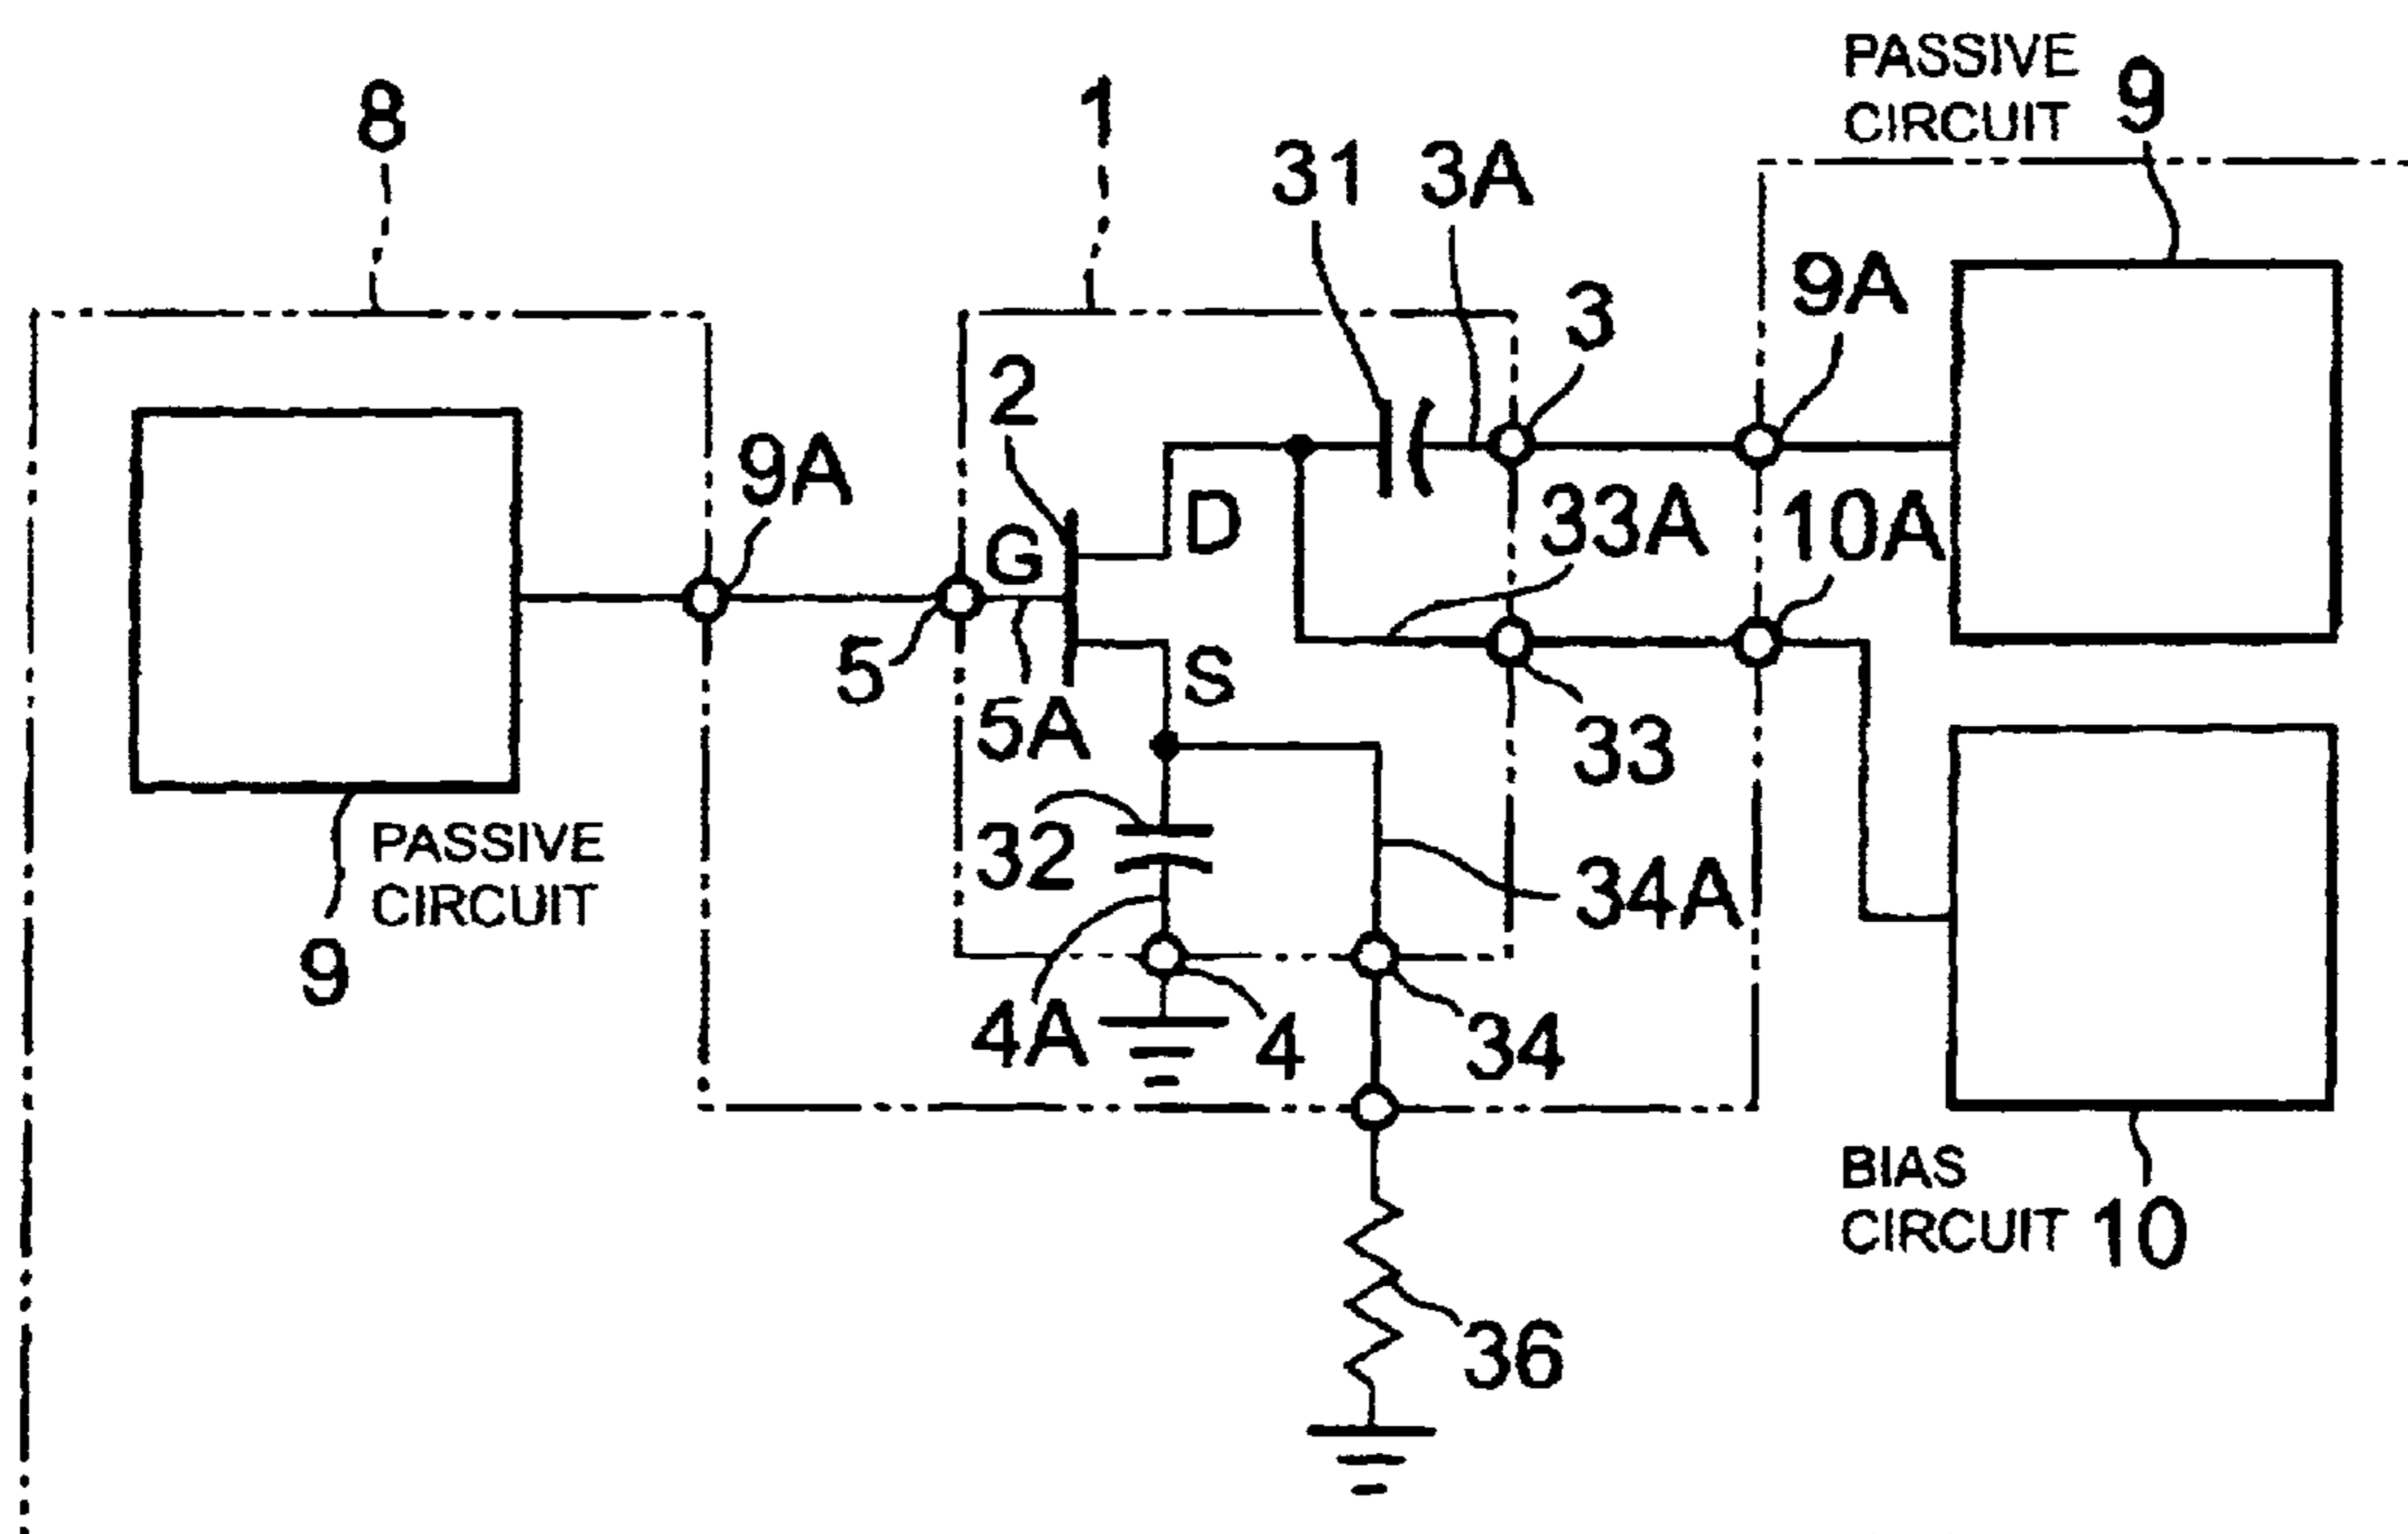 PASSIVE
CIRCUIT 9
8
1
31 3A
9A
3
2
9A
G
D
33A
10A
5
5A
S
33
32
34A
PASSIVE
CIRCUIT
9
4A
4
34
BIAS
CIRCUIT 10
36